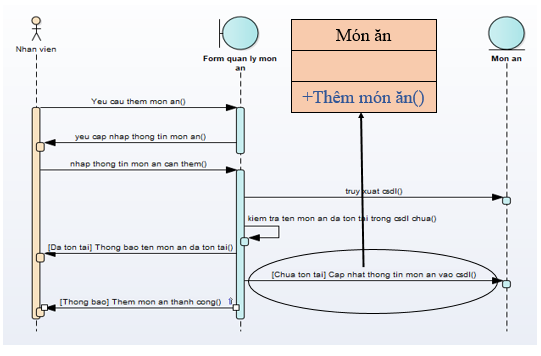 Món ăn
+Thêm món ăn()
Nhan vien
Form quan ly mon
an
Mon an
Yeu cau them mon an()
yeu cap nhap thong tin mon an()
nhap thong tin mon an can them()
truy xuat csdl()
kiem tra ten mon an da ton tai trong csdl chua()
[Da ton tai] Thong bao ten mon an da ton tai()
[Chua ton tai] Cap nhat thong tin mon an vao csdl()
[Thong bao] Them mon an thanh cong()